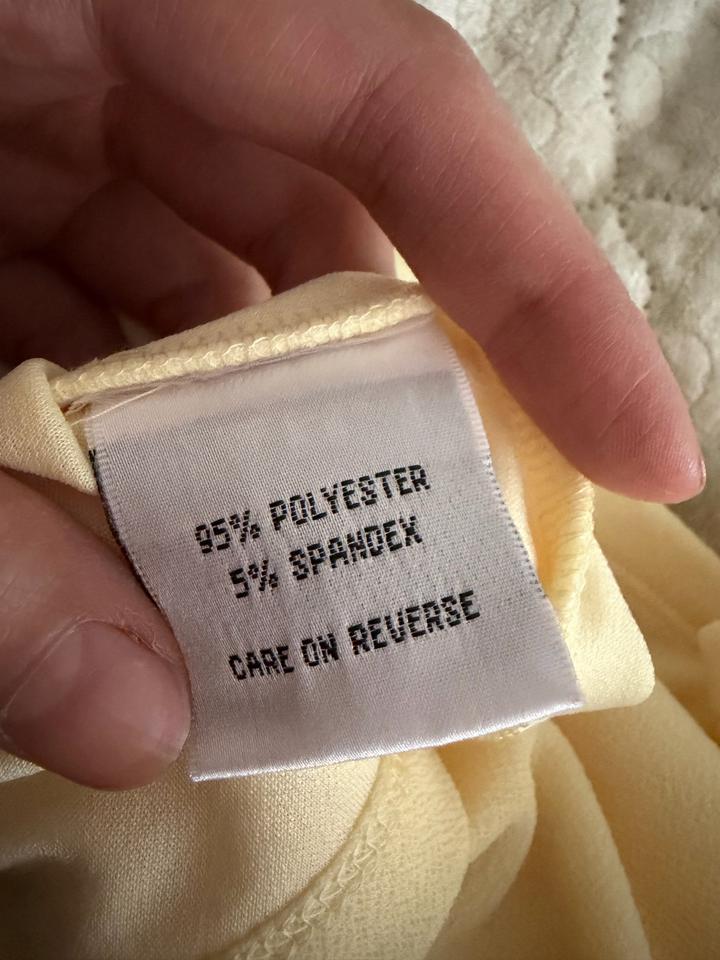 95% POLYESTER
5% SPANDEX
CARE ON REVERSE